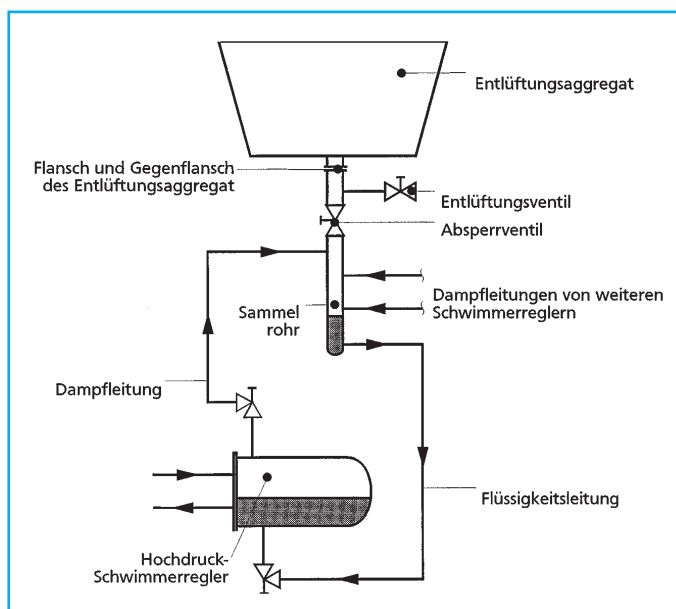 Entlüftungsaggregat
Flansch und Gegenflansch
des Entlüftungsaggregat
Entlüftungsventil
Absperrventil
Sammel
rohr
Dampfleitungen von weiteren
Schwimmerreglern
Dampfleitung
Flüssigkeitsleitung
Hochdruck-
Schwimmerregler